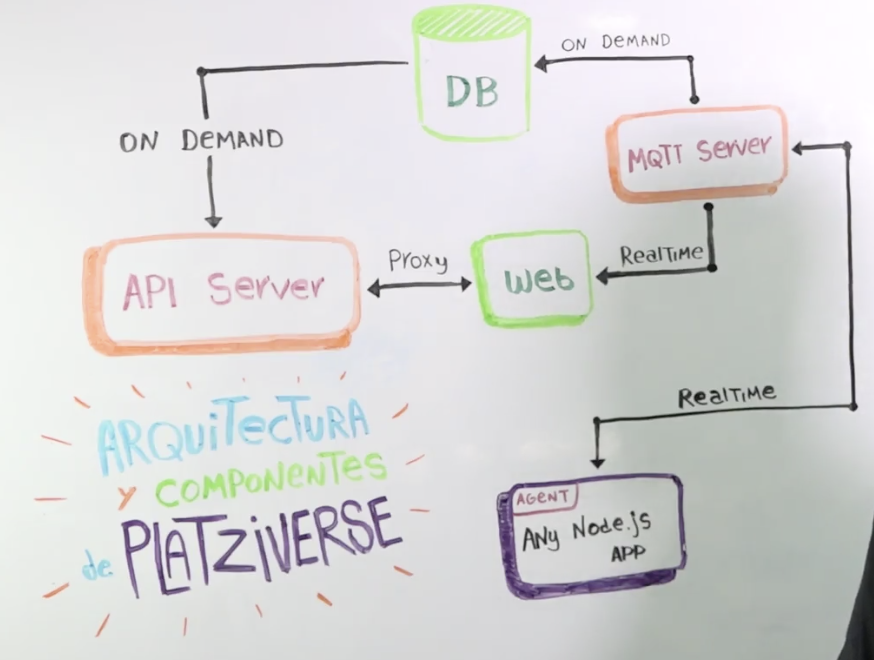 ON DEMAND
DB
MQTT Server
ON DEMAND
API Server
Proxy
Web
RealTiMe
RealTiMe
ARQUiTecTURA
y COMPONeNTES
de PLATZiVERSE
AGeNT
ANy Node.js
APP